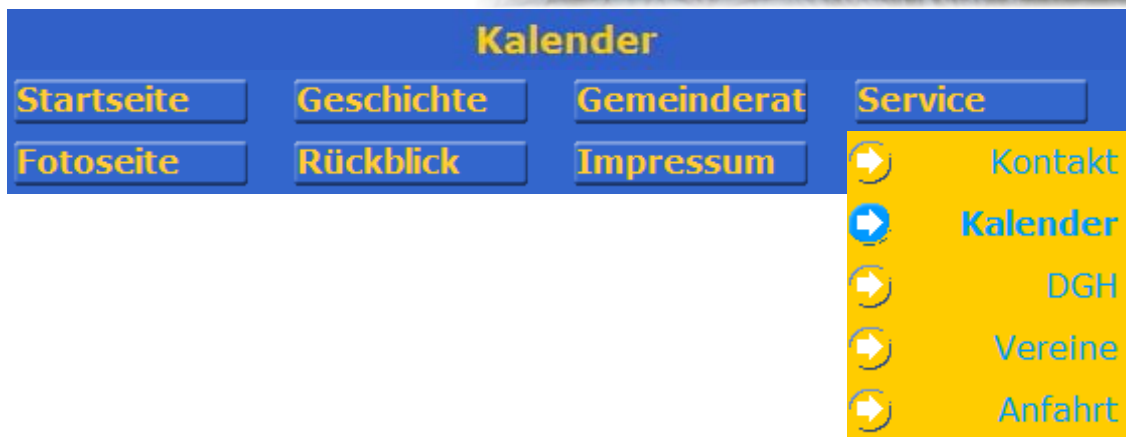 Kalender
Startseite Geschichte Gemeinderat Service
Fotoseite Rückblick Impressum Kontakt
Kalender
DGH
Vereine
Anfahrt